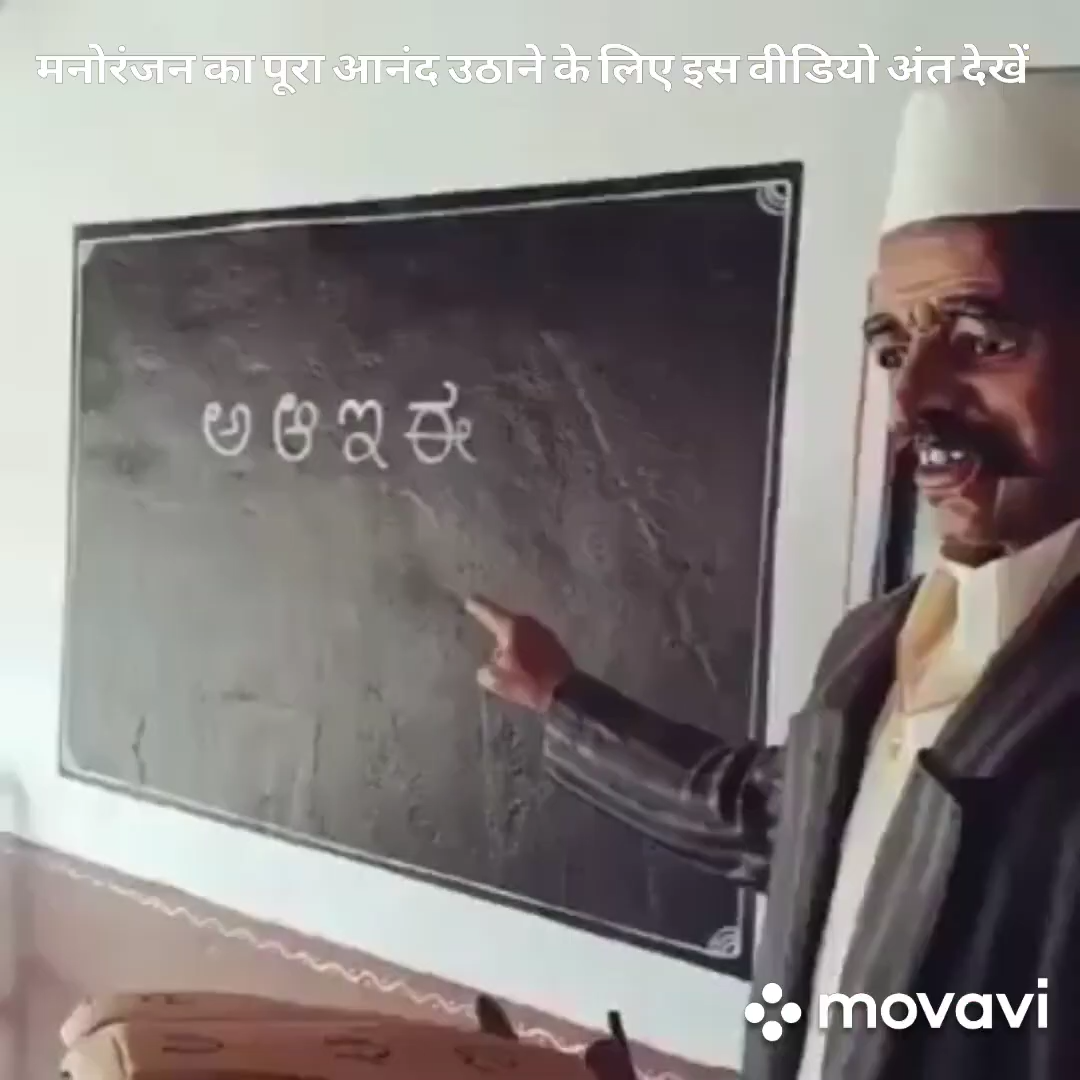 मनोरंजन का पूरा आनंद उठाने के लिए इस वीडियो अंत देखें
ಅ ಆ ಇ ಈ
movavi